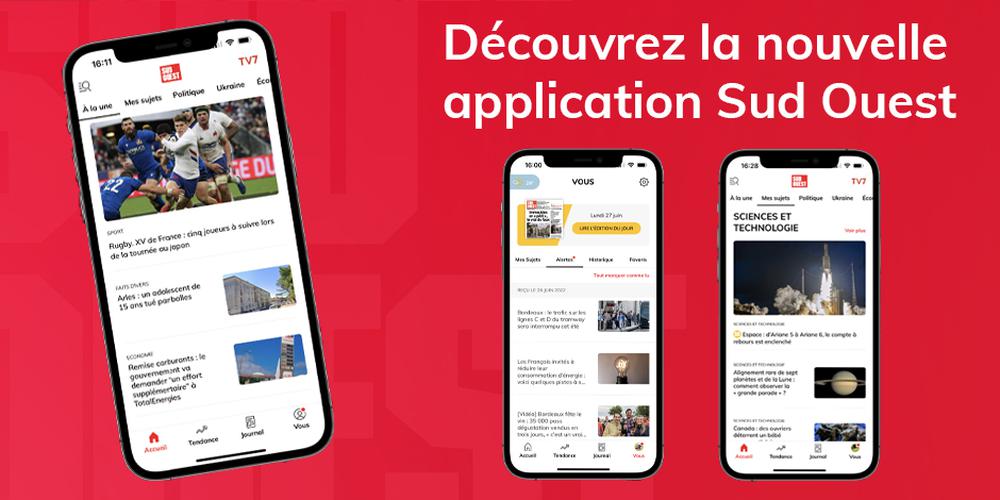 Découvrez la nouvelle
application Sud Ouest
16:11
SUD
OUEST
TV7
À la une Mes sujets Politique Ukraine Éco
22
GE DU
SPORT
Rugby. XV de France : cinq joueurs à suivre lors
de la tournée au Japon
FAITS DIVERS
Arles : un adolescent de
15 ans tué par balles
ÉCONOMIE
Remise carburants : le
gouvernement va
demander "un effort
supplémentaire" à
TotalEnergies
Accueil Tendance Journal Vous
16:00
VOUS
Lundi 27 juin
LIRE L'ÉDITION DU JOUR
Mes Sujets Alertes Historique Favoris
Tout marquer comme lu
REÇU LE 26 JUIN 2022
Bordeaux : le trafic sur les
lignes C et D du tramway
sera interrompu cet été
Les Français invités à
réduire leur
consommation d'énergie :
voici quelques pistes à s...
[Vidéo] Bordeaux fête le
vin : 35 000 pass
dégustation vendus en
trois jours, « c'est un vrai...
Accueil Tendance Journal Vous
16:28
SUD
OUEST
TV7
À la une Mes sujets Politique Ukraine Éco
SCIENCES ET
TECHNOLOGIE
Voir plus
SCIENCES ET TECHNOLOGIE
Espace : d'Ariane 5 à Ariane 6, le compte à
rebours est enclenché
SCIENCES ET TECHNOLOGIE
Alignement rare de sept
planètes et de la Lune :
comment observer la
« grande parade » ?
SCIENCES ET TECHNOLOGIE
Canada : des ouvriers
déterrent un bébé
Accueil Tendance Journal Vous